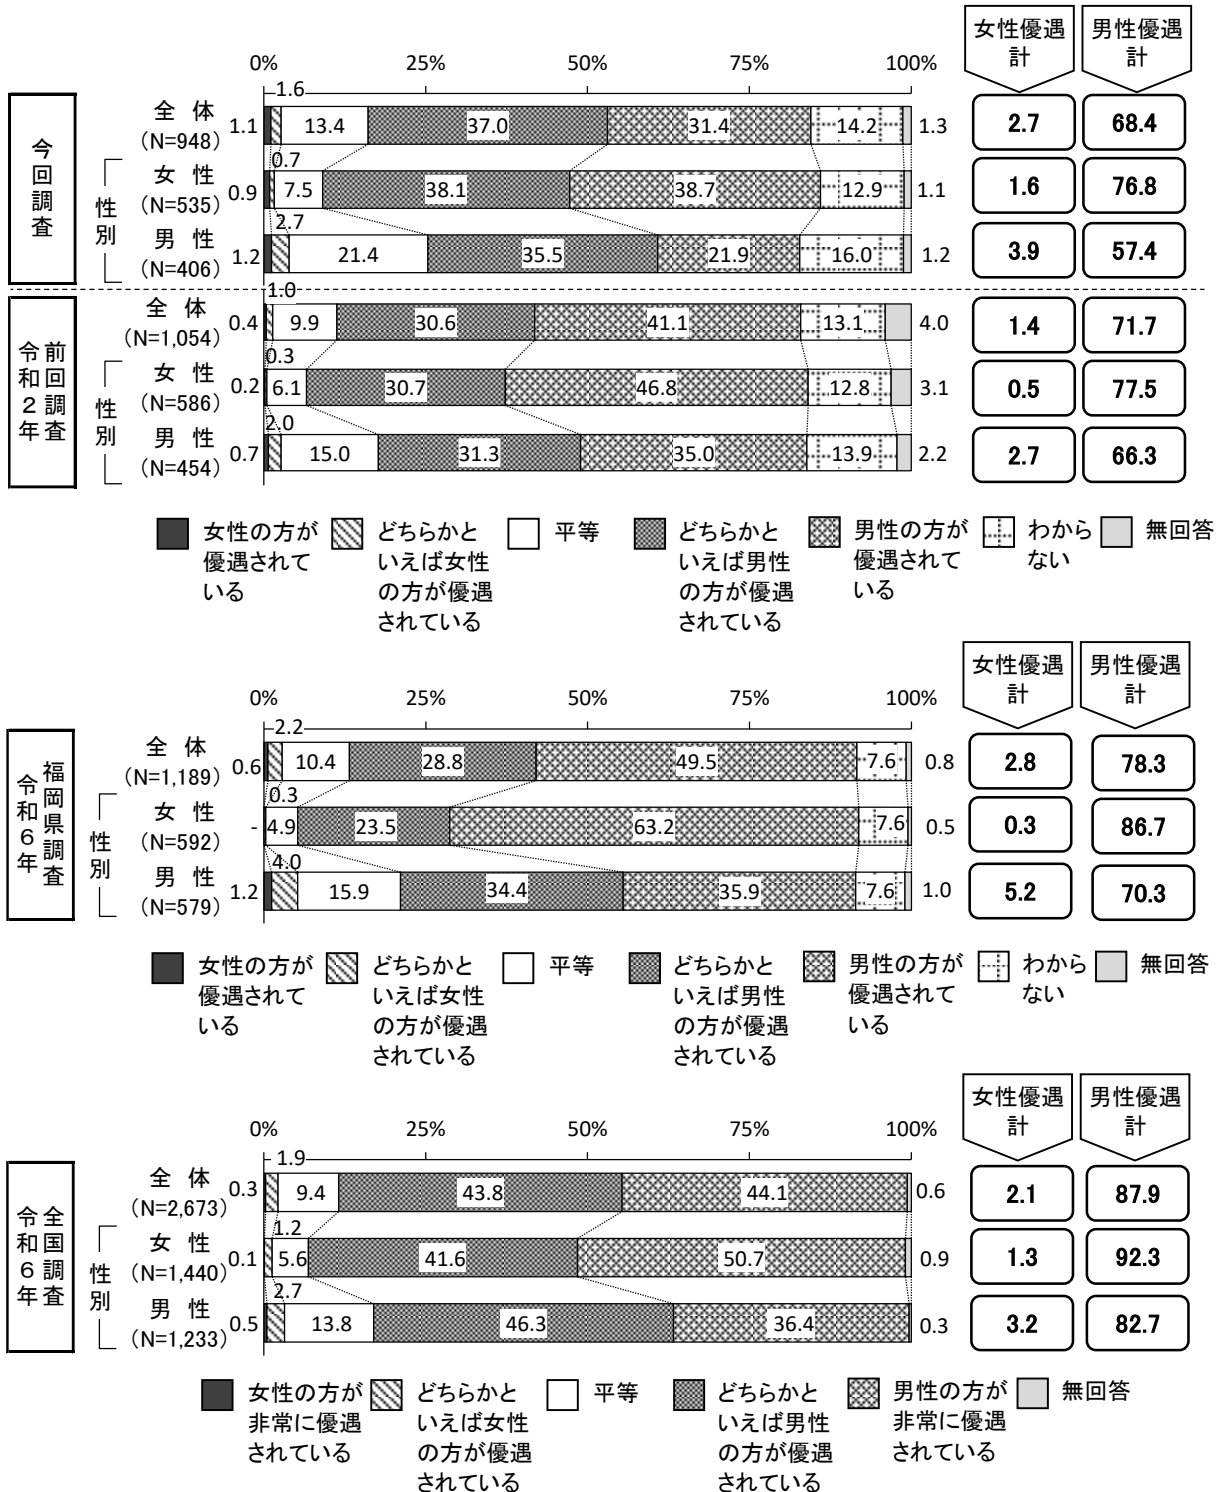 女性優遇
計
男性優遇
計
0%
25%
50%
75%
100%
今回調査
全 体
(N=948)
1.1
1.6
13.4
37.0
31.4
14.2
1.3
2.7
68.4
性別
女 性
(N=535)
0.9
0.7
7.5
38.1
38.7
12.9
1.1
1.6
76.8
男 性
(N=406)
1.2
2.7
21.4
35.5
21.9
16.0
1.2
3.9
57.4
前回調査
令和2年
全 体
(N=1,054)
0.4
1.0
9.9
30.6
41.1
13.1
4.0
1.4
71.7
性別
女 性
(N=586)
0.2
0.3
6.1
30.7
46.8
12.8
3.1
0.5
77.5
男 性
(N=454)
0.7
2.0
15.0
31.3
35.0
13.9
2.2
2.7
66.3
女性の方が
優遇されて
いる
どちらかと
いえば女性
の方が優遇
されている
平等
どちらかと
いえば男性
の方が優遇
されている
男性の方が
優遇されて
いる
わから
ない
無回答
女性優遇
計
男性優遇
計
0%
25%
50%
75%
100%
福岡県調査
令和6年
全 体
(N=1,189)
0.6
2.2
10.4
28.8
49.5
7.6
0.8
2.8
78.3
性別
女 性
(N=592)
-
0.3
4.9
23.5
63.2
7.6
0.5
0.3
86.7
男 性
(N=579)
1.2
4.0
15.9
34.4
35.9
7.6
1.0
5.2
70.3
女性の方が
優遇されて
いる
どちらかと
いえば女性
の方が優遇
されている
平等
どちらかと
いえば男性
の方が優遇
されている
男性の方が
優遇されて
いる
わから
ない
無回答
女性優遇
計
男性優遇
計
0%
25%
50%
75%
100%
全国調査
令和6年
全 体
(N=2,673)
0.3
1.9
9.4
43.8
44.1
0.6
2.1
87.9
性別
女 性
(N=1,440)
0.1
1.2
5.6
41.6
50.7
0.9
1.3
92.3
男 性
(N=1,233)
0.5
2.7
13.8
46.3
36.4
0.3
3.2
82.7
女性の方が
非常に優遇
されている
どちらかと
いえば女性
の方が優遇
されている
平等
どちらかと
いえば男性
の方が優遇
されている
男性の方が
非常に優遇
されている
無回答